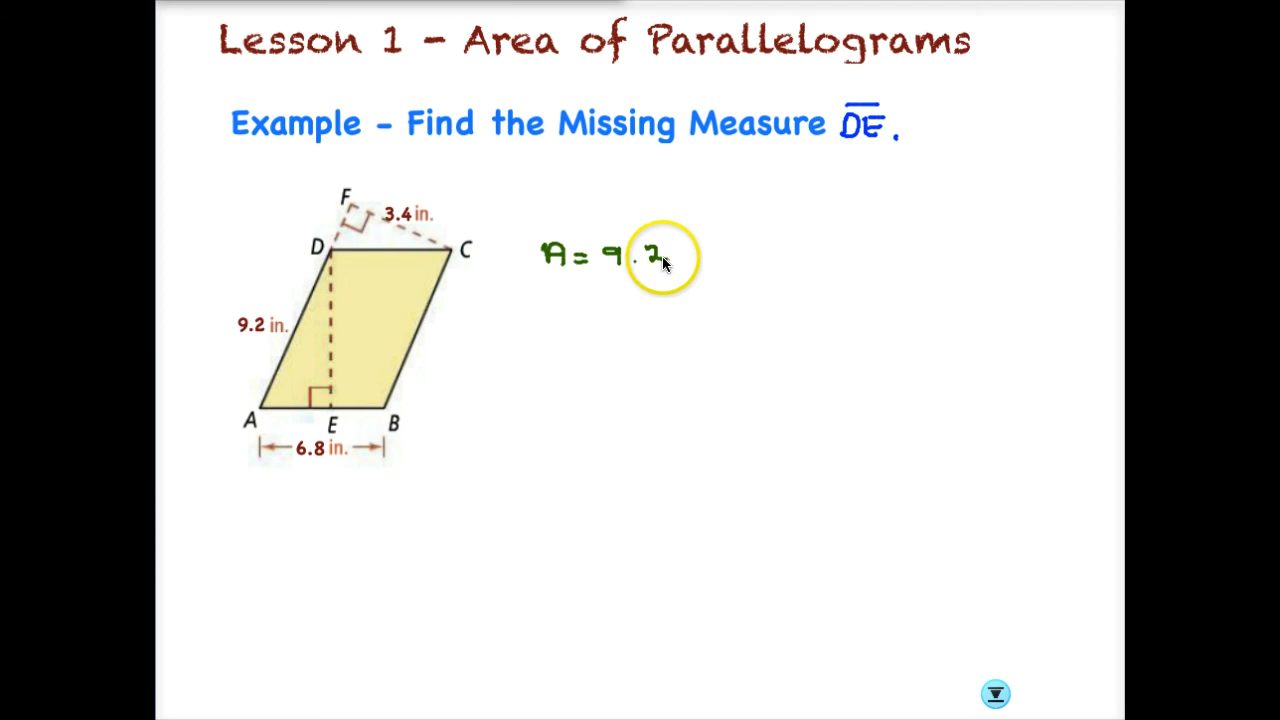 Lesson 1 - Area of Parallelograms
Example - Find the Missing Measure DE.
F
3.4 in.
D
C
A = 9.2
9.2 in.
A
E
B
6.8 in.